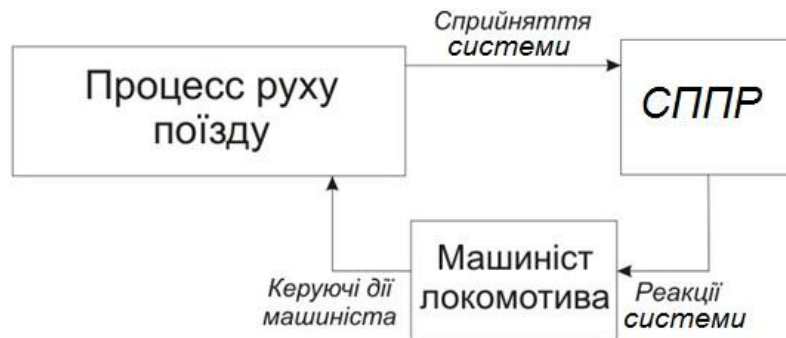 Сприйняття
системи
Процесс руху
поїзду
СППР
Машиніст
локомотива
Керуючі дії
машиніста
Реакції
системи